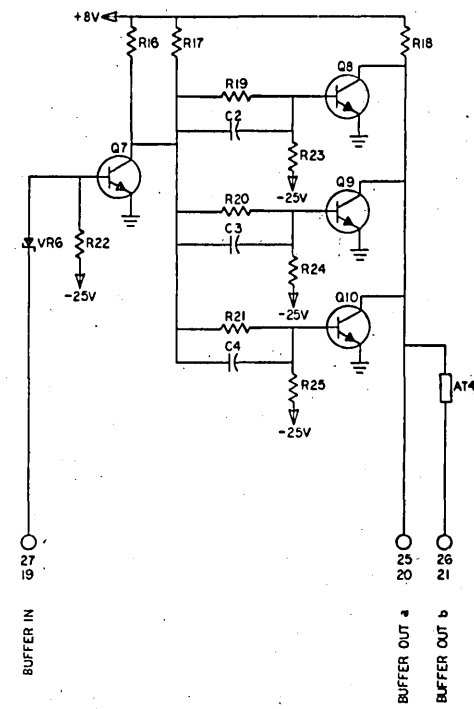 +8V
R16
R17
R18
Q8
R19
C2
Q7
R23
-25V
Q9
R20
C3
VR6
R22
R24
-25V
-25V
Q10
R21
C4
R25
AT4
-25V
27
19
25
20
26
21
BUFFER IN
BUFFER OUT a
BUFFER OUT b